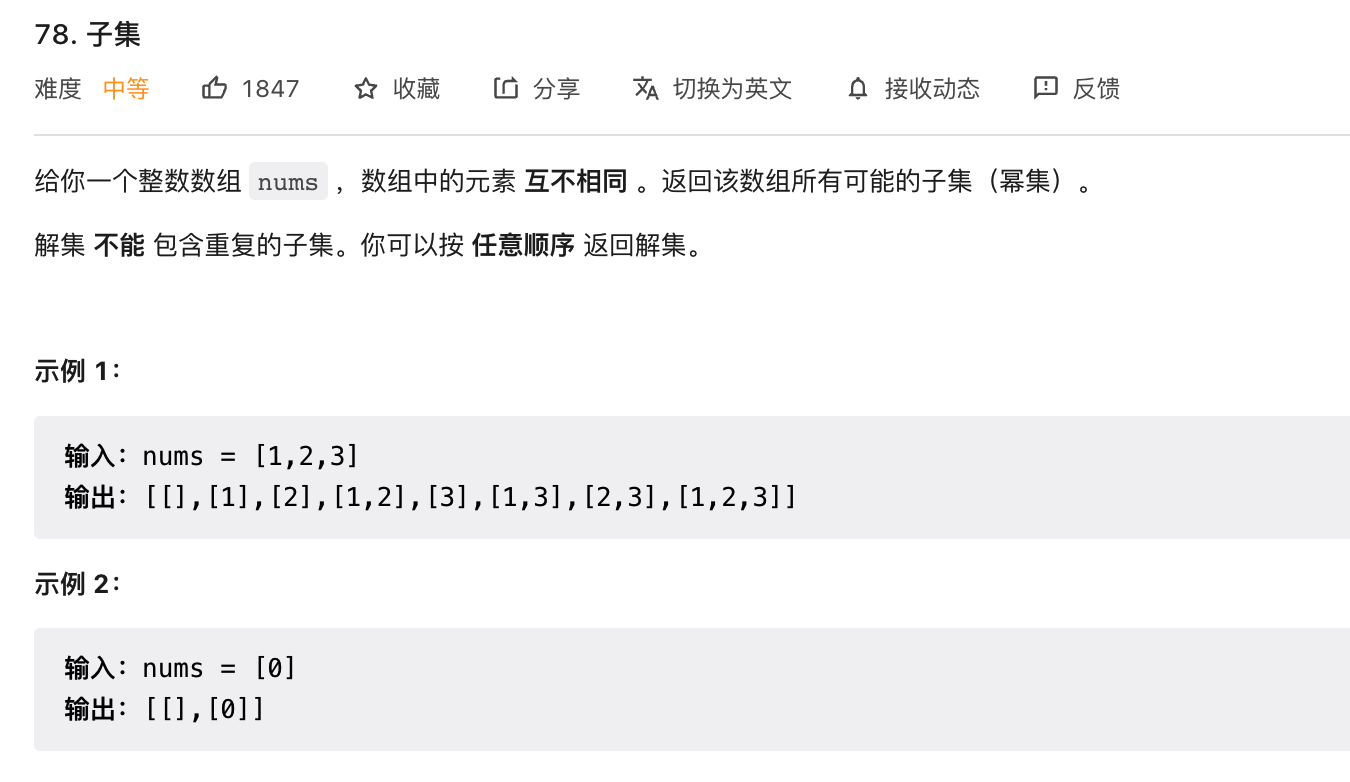 78. 子集
难度 中等 1847 收藏 分享 切换为英文 接收动态 反馈
给你一个整数数组 nums ，数组中的元素 互不相同 。返回该数组所有可能的子集（幂集）。
解集 不能 包含重复的子集。你可以按 任意顺序 返回解集。
示例 1：
输入：nums = [1,2,3]
输出：[[],[1],[2],[1,2],[3],[1,3],[2,3],[1,2,3]]
示例 2：
输入：nums = [0]
输出：[[],[0]]